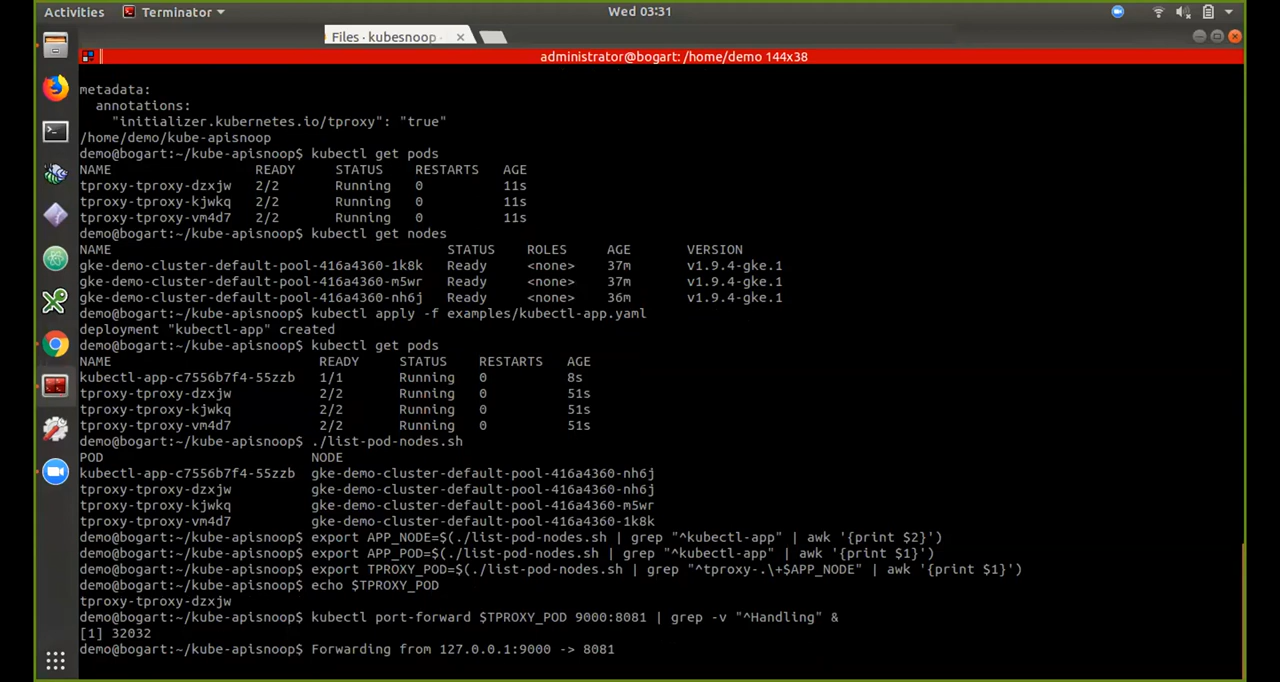 Activities
Terminator
Wed 03:31
Files · kubesnoop ·
administrator@bogart: /home/demo 144x38
metadata:
  annotations:
    "initializer.kubernetes.io/tproxy": "true"
/home/demo/kube-apisnoop
demo@bogart:~/kube-apisnoop$ kubectl get pods
NAME                  READY     STATUS    RESTARTS   AGE
tproxy-tproxy-dzxjw   2/2       Running   0          11s
tproxy-tproxy-kjwkq   2/2       Running   0          11s
tproxy-tproxy-vm4d7   2/2       Running   0          11s
demo@bogart:~/kube-apisnoop$ kubectl get nodes
NAME                                             STATUS    ROLES     AGE       VERSION
gke-demo-cluster-default-pool-416a4360-1k8k      Ready     <none>    37m       v1.9.4-gke.1
gke-demo-cluster-default-pool-416a4360-m5wr      Ready     <none>    37m       v1.9.4-gke.1
gke-demo-cluster-default-pool-416a4360-nh6j      Ready     <none>    36m       v1.9.4-gke.1
demo@bogart:~/kube-apisnoop$ kubectl apply -f examples/kubectl-app.yaml
deployment "kubectl-app" created
demo@bogart:~/kube-apisnoop$ kubectl get pods
NAME                          READY     STATUS    RESTARTS   AGE
kubectl-app-c7556b7f4-55zzb   1/1       Running   0          8s
tproxy-tproxy-dzxjw           2/2       Running   0          51s
tproxy-tproxy-kjwkq           2/2       Running   0          51s
tproxy-tproxy-vm4d7           2/2       Running   0          51s
demo@bogart:~/kube-apisnoop$ ./list-pod-nodes.sh
POD                          NODE
kubectl-app-c7556b7f4-55zzb  gke-demo-cluster-default-pool-416a4360-nh6j
tproxy-tproxy-dzxjw          gke-demo-cluster-default-pool-416a4360-nh6j
tproxy-tproxy-kjwkq          gke-demo-cluster-default-pool-416a4360-m5wr
tproxy-tproxy-vm4d7          gke-demo-cluster-default-pool-416a4360-1k8k
demo@bogart:~/kube-apisnoop$ export APP_NODE=$(./list-pod-nodes.sh | grep "^kubectl-app" | awk '{print $2}')
demo@bogart:~/kube-apisnoop$ export APP_POD=$(./list-pod-nodes.sh | grep "^kubectl-app" | awk '{print $1}')
demo@bogart:~/kube-apisnoop$ export TPROXY_POD=$(./list-pod-nodes.sh | grep "^tproxy-.\+$APP_NODE" | awk '{print $1}')
demo@bogart:~/kube-apisnoop$ echo $TPROXY_POD
tproxy-tproxy-dzxjw
demo@bogart:~/kube-apisnoop$ kubectl port-forward $TPROXY_POD 9000:8081 | grep -v "^Handling" &
[1] 32032
demo@bogart:~/kube-apisnoop$ Forwarding from 127.0.0.1:9000 -> 8081